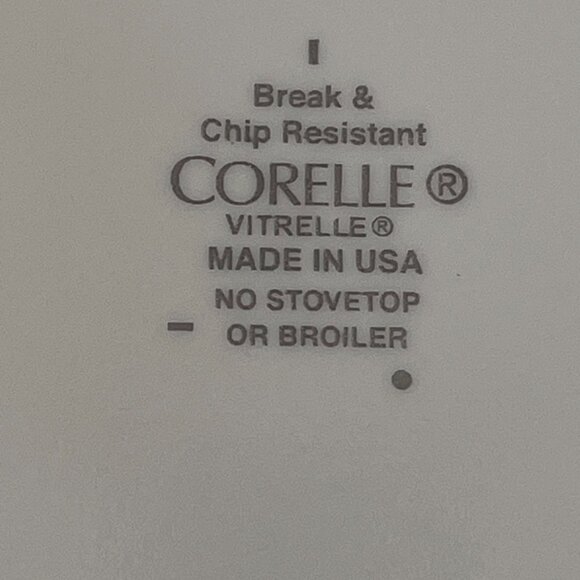 Break &
Chip Resistant
CORELLE®
VITRELLE®
MADE IN USA
NO STOVETOP
OR BROILER